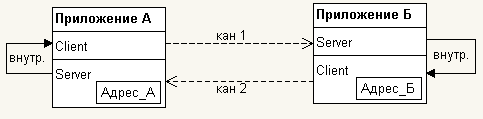 Приложение А
Client
Server
Адрес_А
внутр.
кан 1
кан 2
Приложение Б
Server
Client
Адрес_Б
внутр.